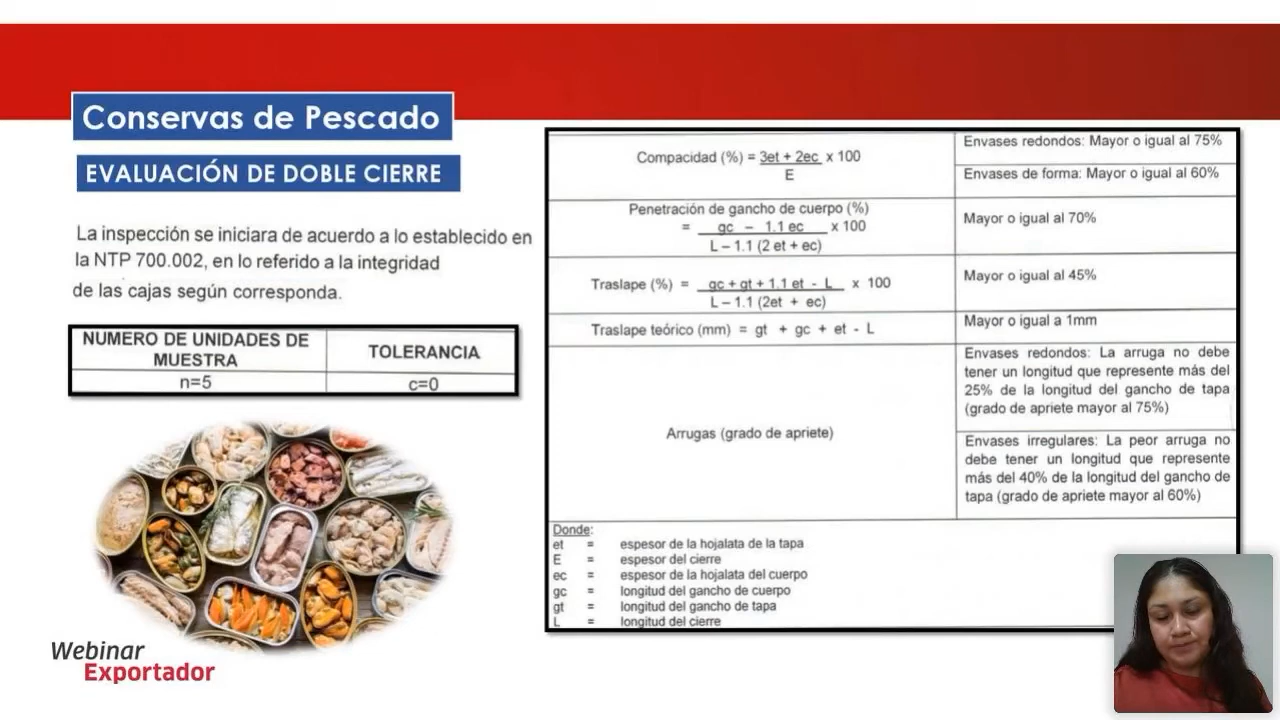 Conservas de Pescado
EVALUACIÓN DE DOBLE CIERRE
La inspección se iniciara de acuerdo a lo establecido en
la NTP 700.002, en lo referido a la integridad
de las cajas según corresponda.
NUMERO DE UNIDADES DE
MUESTRA
TOLERANCIA
n=5
c=0
Webinar
Exportador
Compacidad (%) = 3et + 2ec x 100
E
Envases redondos: Mayor o igual al 75%
Envases de forma: Mayor o igual al 60%
Penetración de gancho de cuerpo (%)
= gc – 1.1 ec x 100
L – 1.1 (2 et + ec)
Mayor o igual al 70%
Traslape (%) = gc + gt + 1.1 et - L x 100
L – 1.1 (2et + ec)
Mayor o igual al 45%
Traslape teórico (mm) = gt + gc + et - L
Mayor o igual a 1mm
Arrugas (grado de apriete)
Envases redondos: La arruga no debe
tener un longitud que represente más del
25% de la longitud del gancho de tapa
(grado de apriete mayor al 75%)
Envases irregulares: La peor arruga no
debe tener un longitud que represente
más del 40% de la longitud del gancho de
tapa (grado de apriete mayor al 60%)
Donde:
et = espesor de la hojalata de la tapa
E = espesor del cierre
ec = espesor de la hojalata del cuerpo
gc = longitud del gancho de cuerpo
gt = longitud del gancho de tapa
L = longitud del cierre